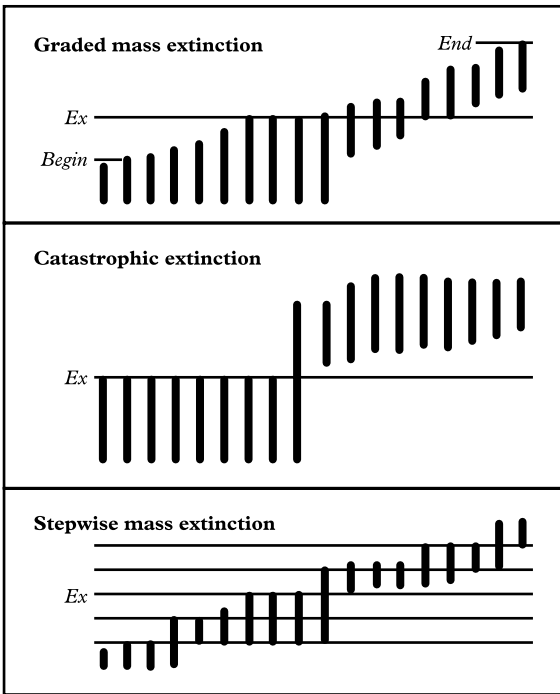 Graded mass extinction
End
Ex
Begin
Catastrophic extinction
Ex
Stepwise mass extinction
Ex